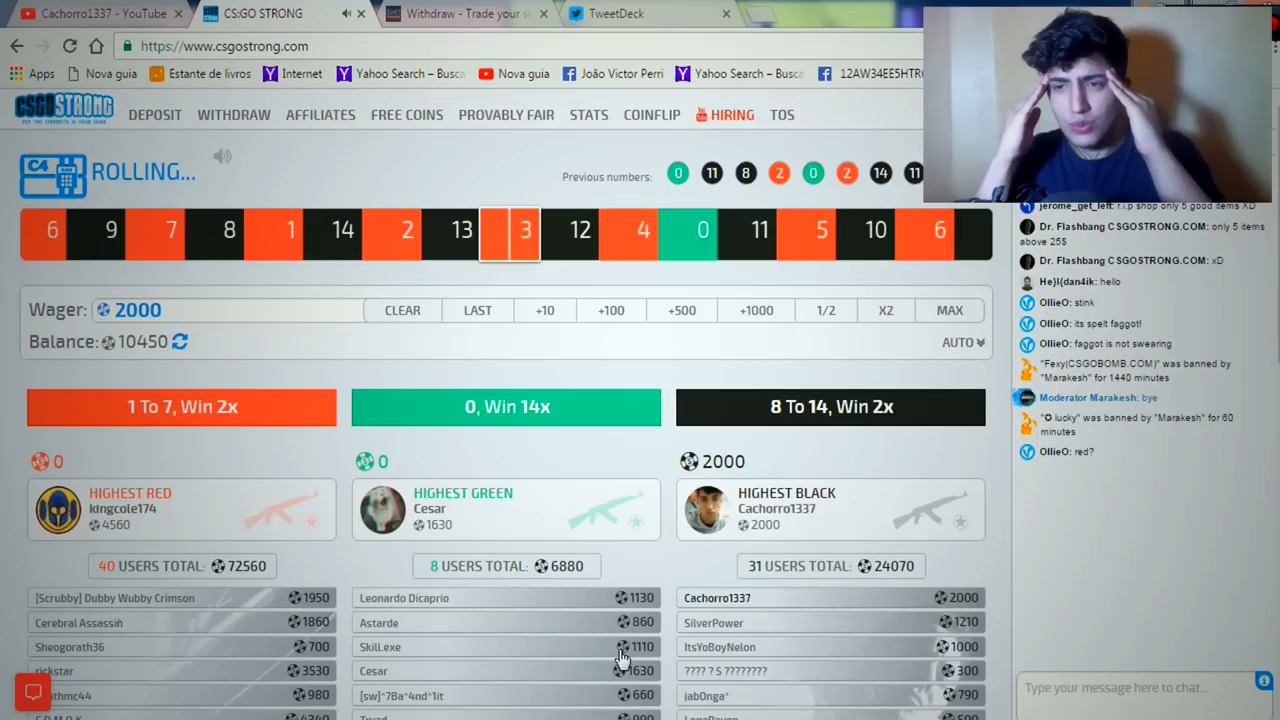 Cachorro1337 - YouTube
CS:GO STRONG
Withdraw - Trade your s
TweetDeck
https://www.csgostrong.com
Apps
Nova guia
Estante de livros
Internet
Yahoo Search – Busca
Nova guia
João Victor Perri
Yahoo Search – Busca
12AW34EE5HTR
CSGOSTRONG
DEPOSIT
WITHDRAW
AFFILIATES
FREE COINS
PROVABLY FAIR
STATS
COINFLIP
HIRING
TOS
C4
ROLLING...
Previous numbers: 0 11 8 2 0 2 14 11
6 9 7 8 1 14 2 13 3 12 4 0 11 5 10 6
Wager: 2000
CLEAR
LAST
+10
+100
+500
+1000
1/2
X2
MAX
Balance: 10450
AUTO
1 To 7, Win 2x
0, Win 14x
8 To 14, Win 2x
0
0
2000
HIGHEST RED
kingcole174
4560
HIGHEST GREEN
Cesar
1630
HIGHEST BLACK
Cachorro1337
2000
40 USERS TOTAL: 72560
8 USERS TOTAL: 6880
31 USERS TOTAL: 24070
[Scrubby] Dubby Wubby Crimson 1950
Leonardo Dicaprio 1130
Cachorro1337 2000
Cerebral Assassiñ 1860
Astarde 860
SilverPower 1210
Sheogorath36 700
Skill.exe 1110
ItsYoBoyNelon 1000
rickstar 3530
Cesar 1630
???? ? S ???????? 300
thmc44 980
[sw]^7Ba^4nd^1it 660
jab0nga* 790
jerome_get_left: r.i.p shop only 5 good items XD
Dr. Flashbang CSGOSTRONG.COM: only 5 items
above 25$
Dr. Flashbang CSGOSTRONG.COM: xD
He}l{dan4ik: hello
OllieO: stink
OllieO: its spelt faggot!
OllieO: faggot is not swearing
"Fexy(CSGOBOMB.COM)" was banned by
"Marakesh" for 1440 minutes
Moderator Marakesh: bye
"✪ lucky" was banned by "Marakesh" for 60
minutes
OllieO: red?
Type your message here to chat...